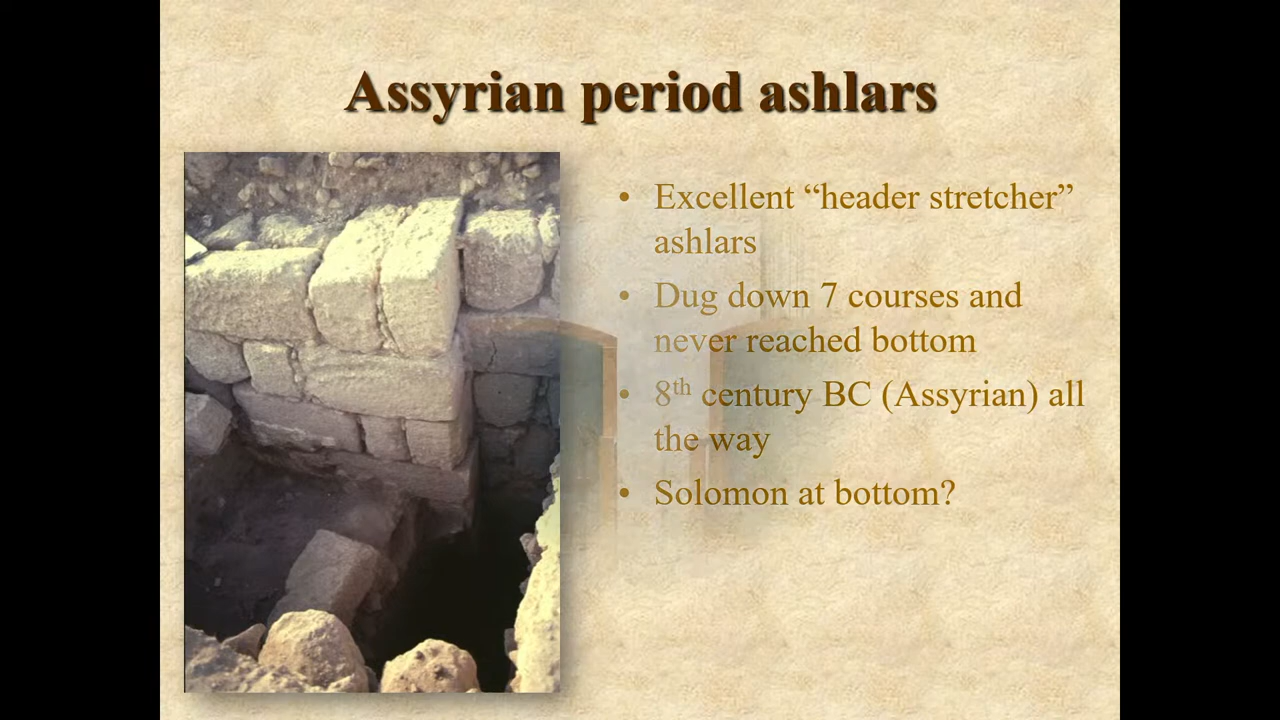 Assyrian period ashlars
• Excellent “header stretcher”
ashlars
• Dug down 7 courses and
never reached bottom
• 8th century BC (Assyrian) all
the way
• Solomon at bottom?